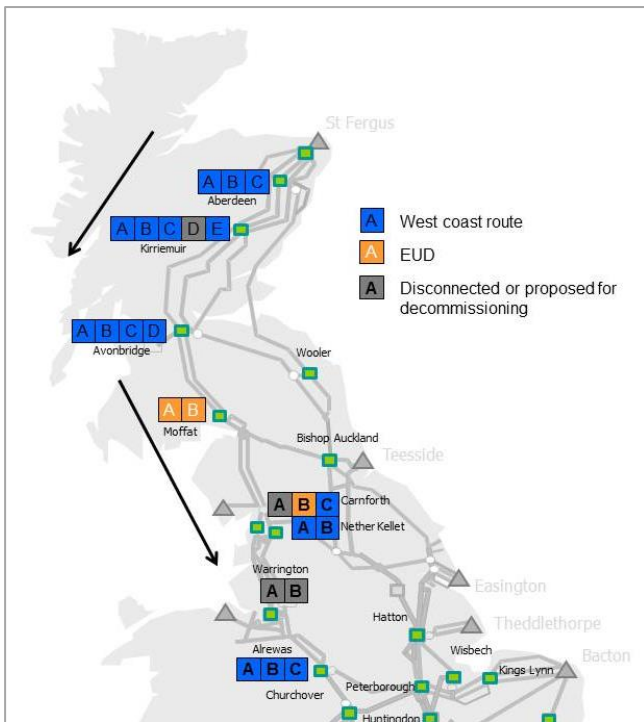 St Fergus
A B C
Aberdeen
A B C D E
Kirriemuir
A West coast route
A EUD
A Disconnected or proposed for
decommissioning
A B C D
Avonbridge
Wooler
A B
Moffat
Bishop Auckland
Teesside
A B C Carnforth
A B Nether Kellet
Warrington
A B
Easington
Hatton
Theddlethorpe
Alrewas
Wisbech
A B C
Kings Lynn
Bacton
Churchover
Peterborough
Huntingdon